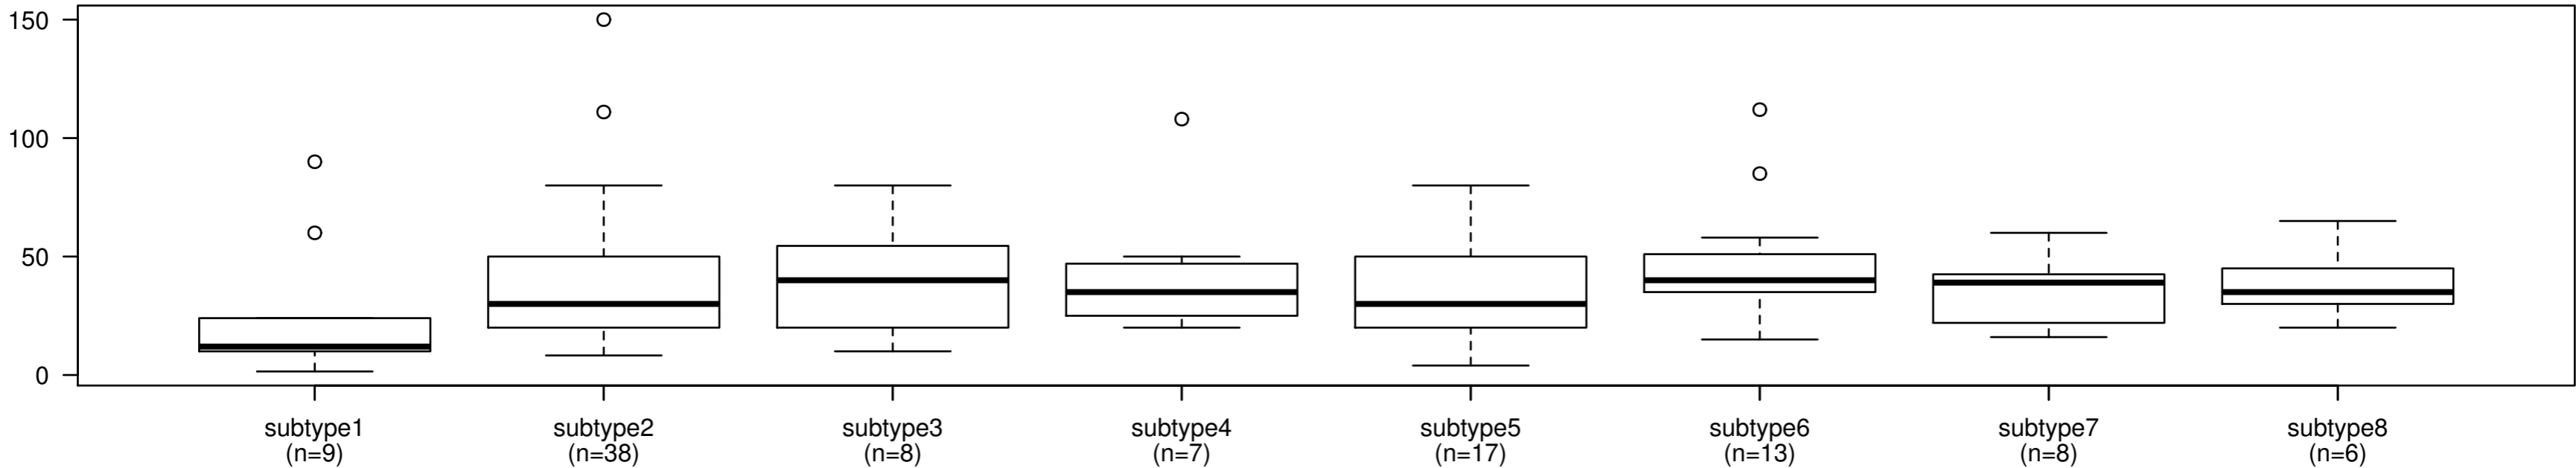 150
100
50
0
subtype1 subtype2 subtype3 subtype4 subtype5 subtype6 subtype7 subtype8
(n=9) (n=38) (n=8) (n=7) (n=17) (n=13) (n=8) (n=6)